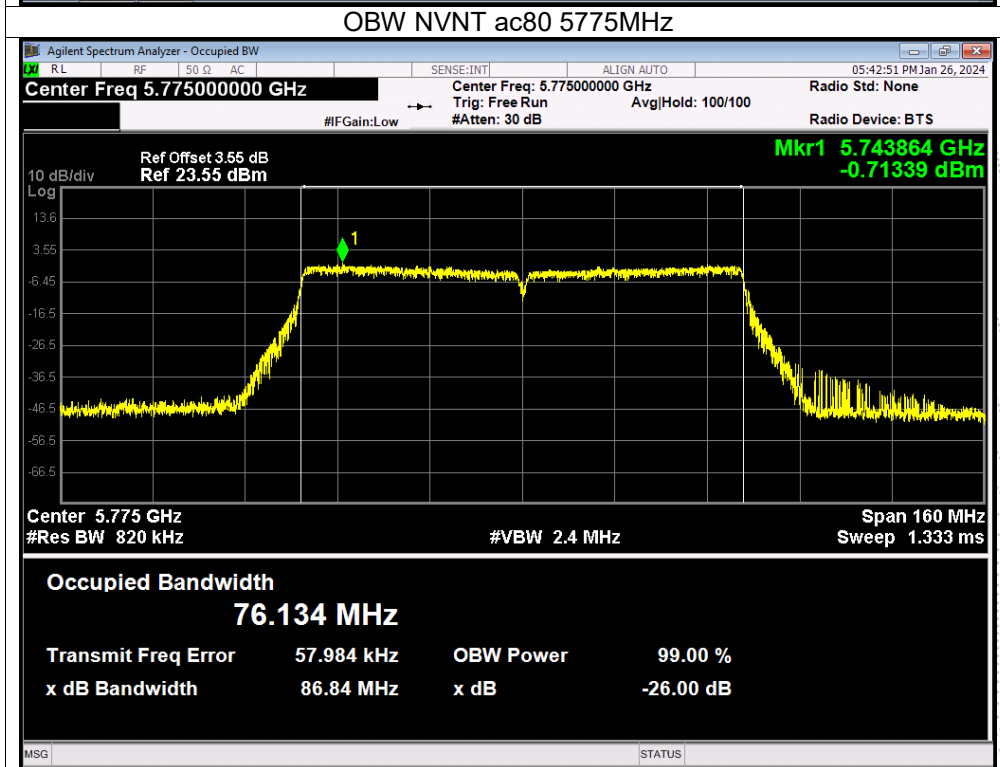 OBW NVNT ac80 5775MHz
Agilent Spectrum Analyzer - Occupied BW
LXI RL RF 50 Ω AC SENSE:INT ALIGN AUTO 05:42:51 PM Jan 26, 2024
Center Freq 5.775000000 GHz Center Freq: 5.775000000 GHz Radio Std: None
Trig: Free Run Avg|Hold: 100/100
#IFGain:Low #Atten: 30 dB Radio Device: BTS
Mkr1 5.743864 GHz
-0.71339 dBm
Ref Offset 3.55 dB
10 dB/div Ref 23.55 dBm
Log
13.6
1
3.55
-6.45
-16.5
-26.5
-36.5
-46.5
-56.5
-66.5
Center 5.775 GHz Span 160 MHz
#Res BW 820 kHz #VBW 2.4 MHz Sweep 1.333 ms
Occupied Bandwidth
76.134 MHz
Transmit Freq Error 57.984 kHz OBW Power 99.00 %
x dB Bandwidth 86.84 MHz x dB -26.00 dB
MSG STATUS